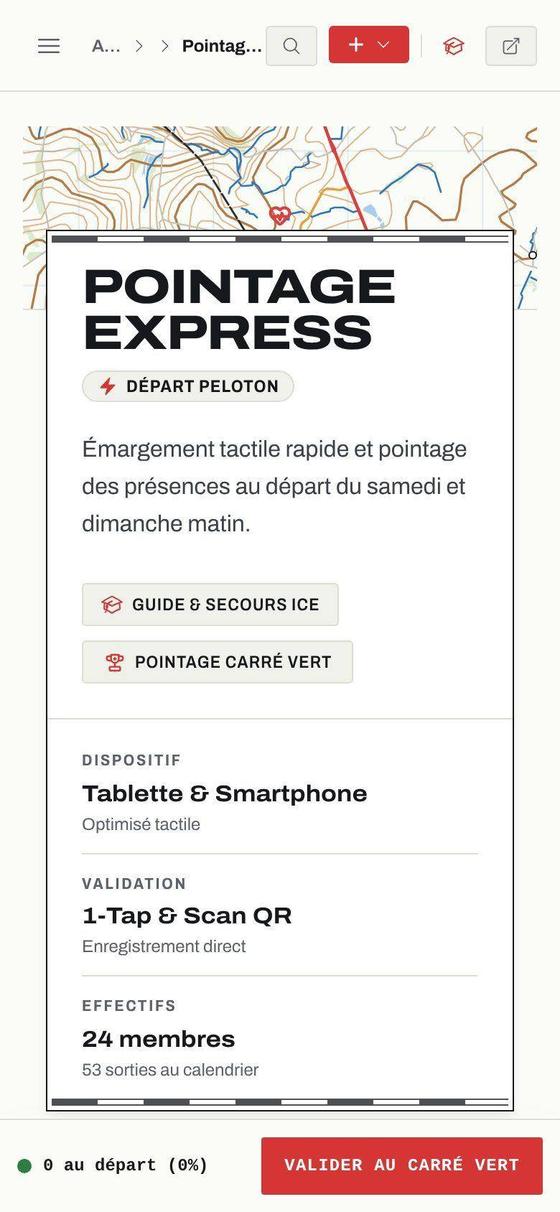 A... Pointag...
POINTAGE
EXPRESS
DÉPART PELOTON
Émargement tactile rapide et pointage
des présences au départ du samedi et
dimanche matin.
GUIDE & SECOURS ICE
POINTAGE CARRÉ VERT
DISPOSITIF
Tablette & Smartphone
Optimisé tactile
VALIDATION
1-Tap & Scan QR
Enregistrement direct
EFFECTIFS
24 membres
53 sorties au calendrier
0 au départ (0%)
VALIDER AU CARRÉ VERT